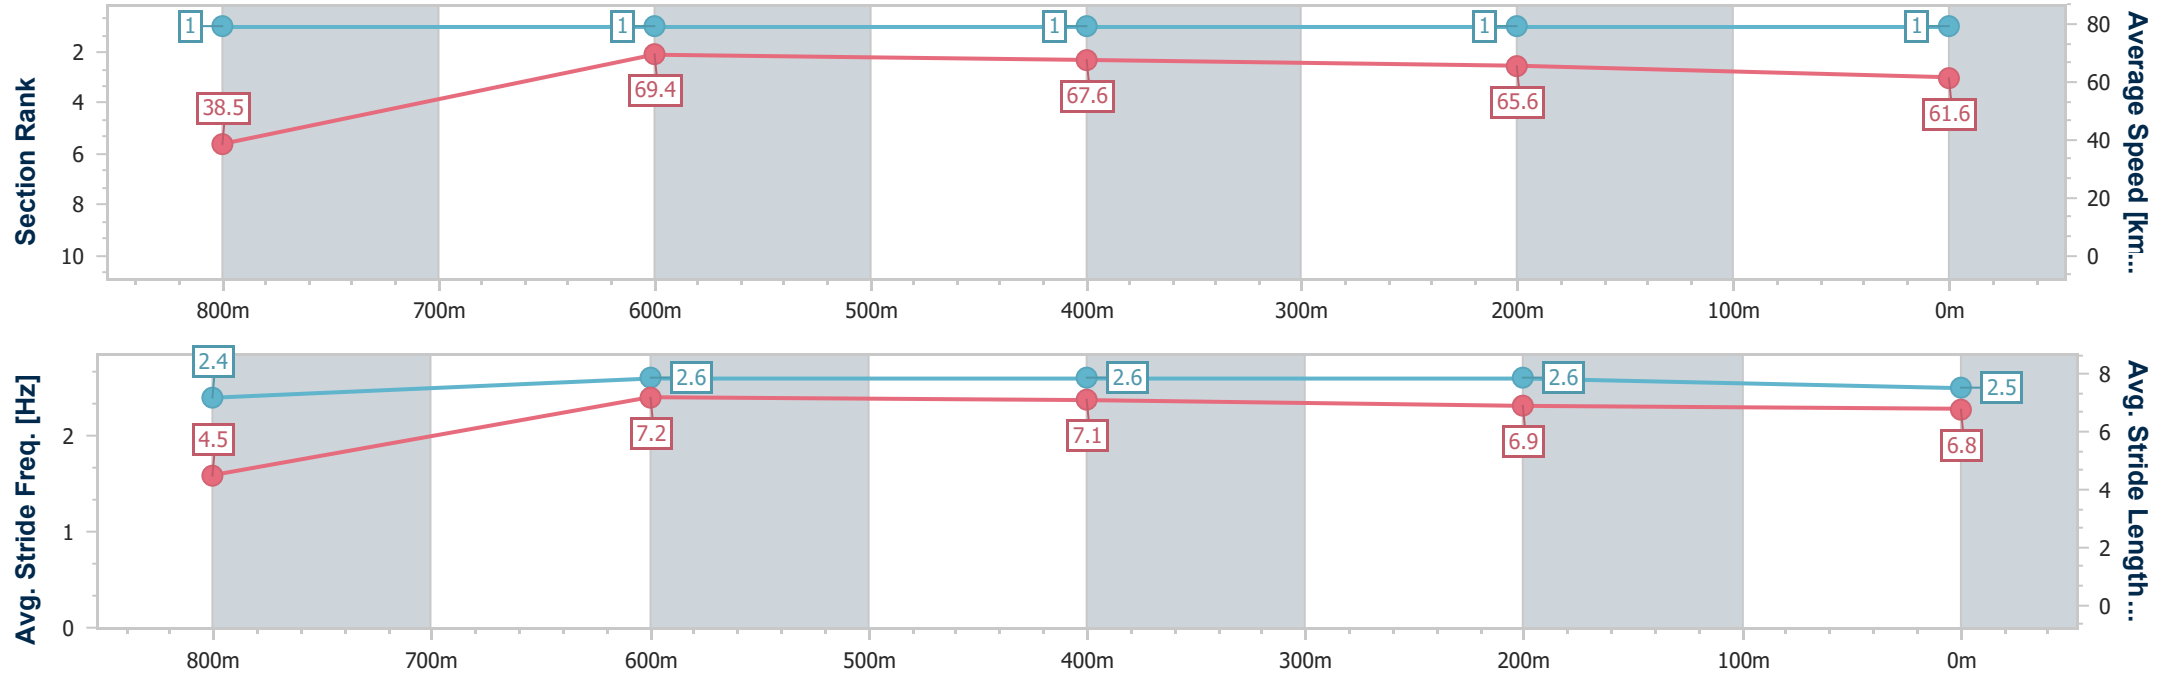 Section Rank
2
4
6
8
10
1
1
1
1
1
38.5
69.4
67.6
65.6
61.6
80
60
40
20
0
Average Speed [km...
800m
700m
600m
500m
400m
300m
200m
100m
0m
Avg. Stride Freq. [Hz]
2
1
0
2.4
2.6
2.6
2.6
2.5
4.5
7.2
7.1
6.9
6.8
8
6
4
2
0
Avg. Stride Length...
800m
700m
600m
500m
400m
300m
200m
100m
0m